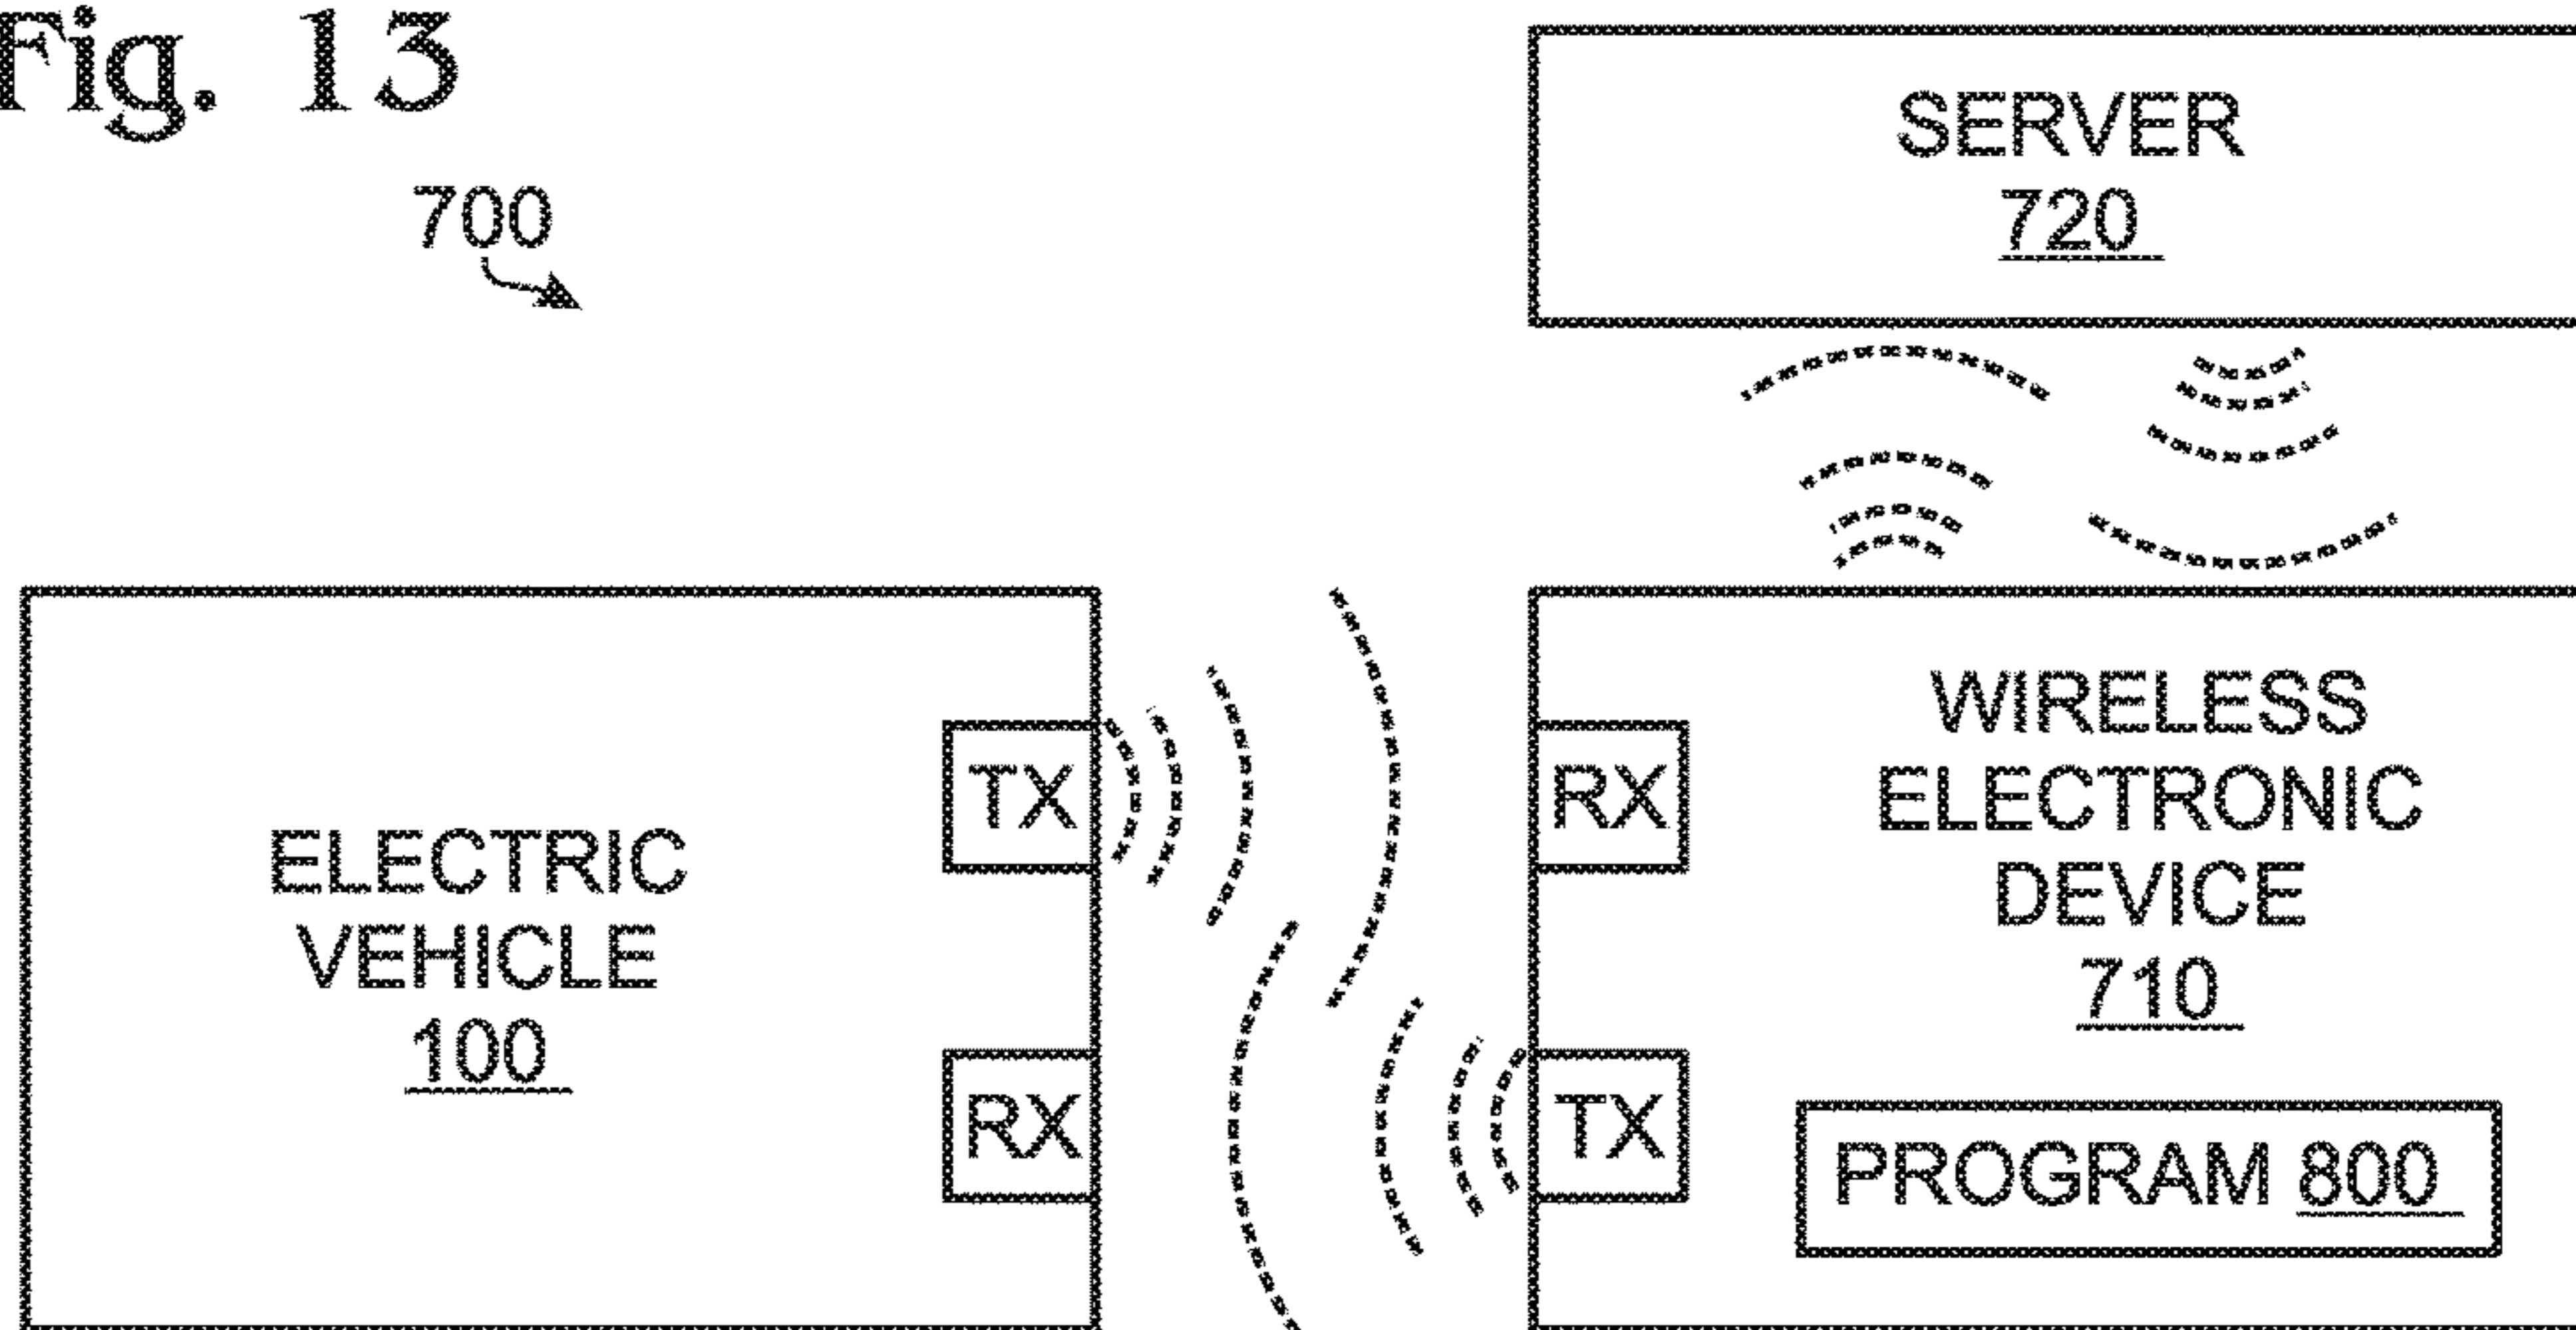 Fig. 13
700
SERVER
720
ELECTRIC
VEHICLE
100
TX
RX
RX
TX
WIRELESS
ELECTRONIC
DEVICE
710
PROGRAM 800